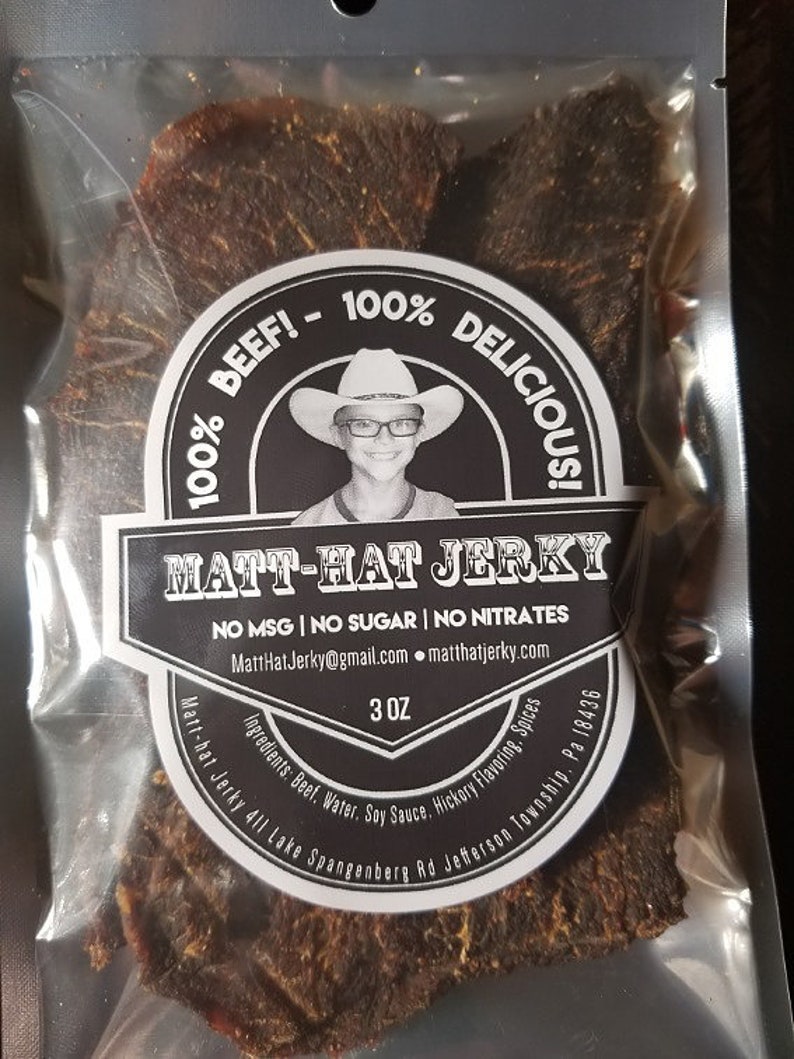 100% BEEF! - 100% DELICIOUS!
MATT-HAT JERKY
NO MSG | NO SUGAR | NO NITRATES
MattHatJerky@gmail.com ● matthatjerky.com
3 OZ
Ingredients: Beef, Water, Soy Sauce, Hickory Flavoring, Spices
Matt-hat Jerky 411 Lake Spangenberg Rd Jefferson Township, Pa 18436